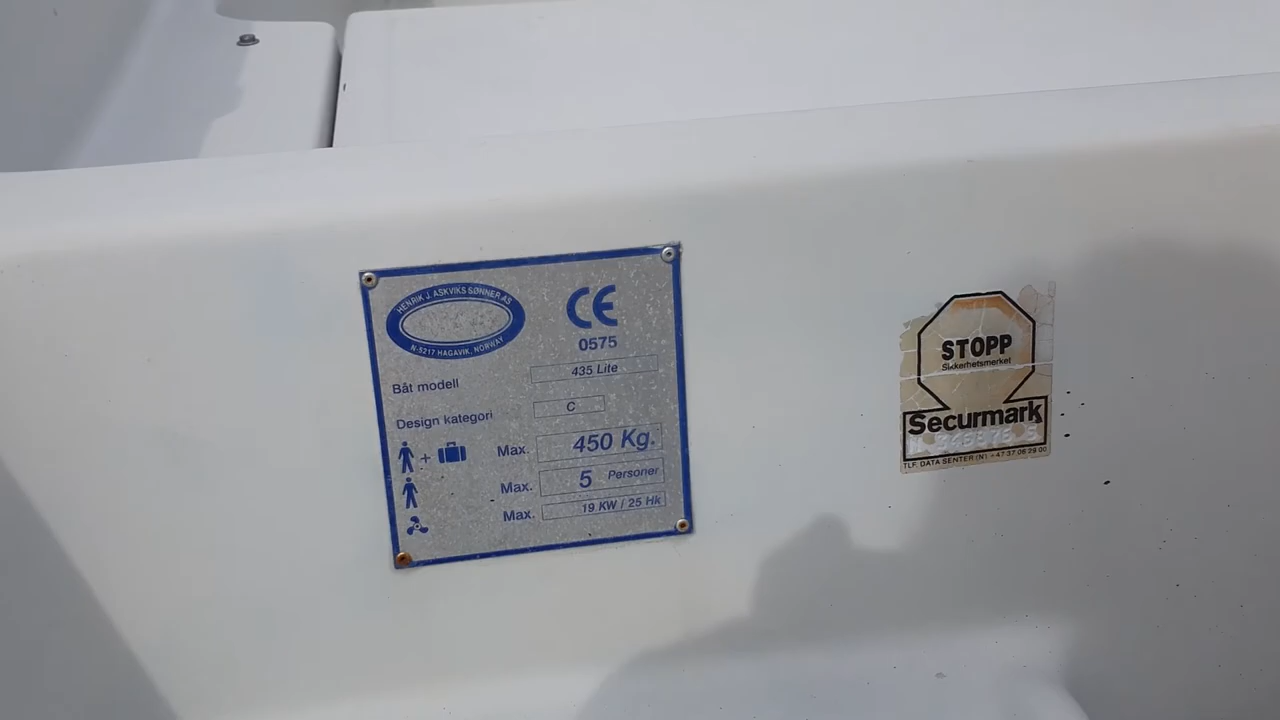 HENRIK J. ASKVIKS SØNNER AS
N-5217 HAGAVIK, NORWAY
CE
0575
Båt modell 435 Lite
Design kategori C
+ Max. 450 Kg.
Max. 5 Personer
Max. 19 KW / 25 Hk
STOPP
Sikkerhetsmerket
Securmark
TLF. DATA SENTER (N) +47 37 06 29 00